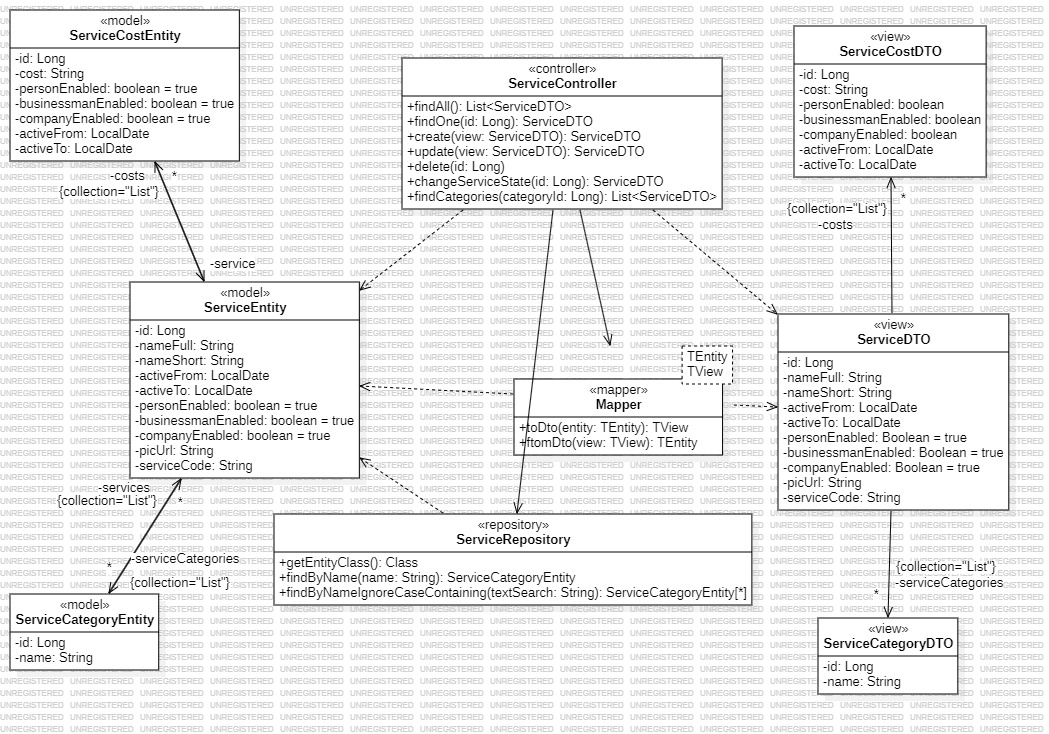 «model»
ServiceCostEntity
-id: Long
-cost: String
-personEnabled: boolean = true
-businessmanEnabled: boolean = true
-companyEnabled: boolean = true
-activeFrom: LocalDate
-activeTo: LocalDate
-costs
*
{collection="List"}
-service
«controller»
ServiceController
+findAll(): List<ServiceDTO>
+findOne(id: Long): ServiceDTO
+create(view: ServiceDTO): ServiceDTO
+update(view: ServiceDTO): ServiceDTO
+delete(id: Long)
+changeServiceState(id: Long): ServiceDTO
+findCategories(categoryId: Long): List<ServiceDTO>
«view»
ServiceCostDTO
-id: Long
-cost: String
-personEnabled: boolean
-businessmanEnabled: boolean
-companyEnabled: boolean
-activeFrom: LocalDate
-activeTo: LocalDate
*
{collection="List"}
-costs
«model»
ServiceEntity
-id: Long
-nameFull: String
-nameShort: String
-activeFrom: LocalDate
-activeTo: LocalDate
-personEnabled: boolean = true
-businessmanEnabled: boolean = true
-companyEnabled: boolean = true
-picUrl: String
-serviceCode: String
TEntity
TView
«mapper»
Mapper
+toDto(entity: TEntity): TView
+ftomDto(view: TView): TEntity
«view»
ServiceDTO
-id: Long
-nameFull: String
-nameShort: String
-activeFrom: LocalDate
-activeTo: LocalDate
-personEnabled: Boolean = true
-businessmanEnabled: Boolean = true
-companyEnabled: Boolean = true
-picUrl: String
-serviceCode: String
-services
{collection="List"}
*
-serviceCategories
*
{collection="List"}
«repository»
ServiceRepository
+getEntityClass(): Class
+findByName(name: String): ServiceCategoryEntity
+findByNameIgnoreCaseContaining(textSearch: String): ServiceCategoryEntity[*]
{collection="List"}
-serviceCategories
*
«model»
ServiceCategoryEntity
-id: Long
-name: String
«view»
ServiceCategoryDTO
-id: Long
-name: String